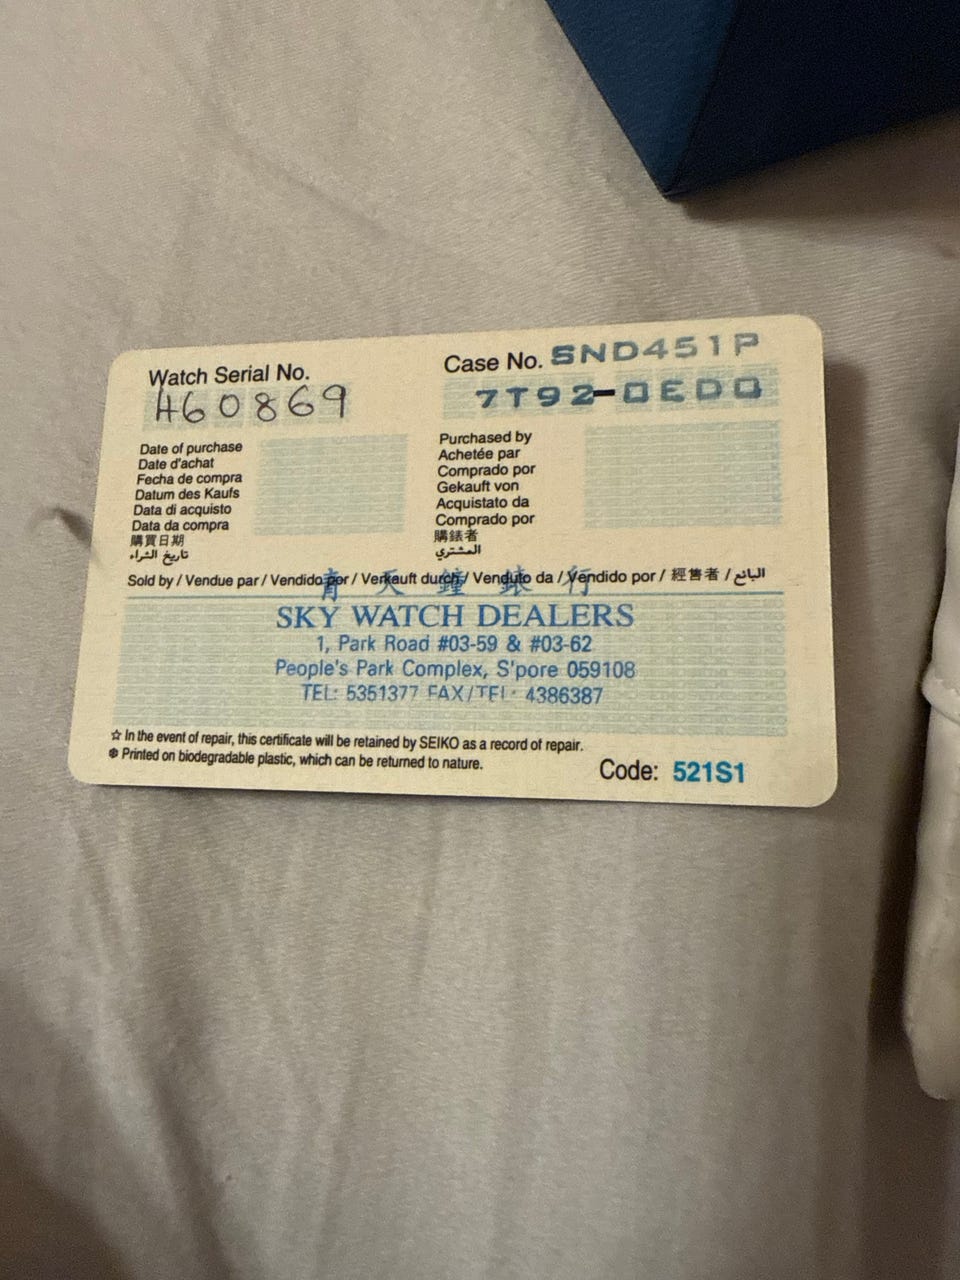 Watch Serial No.
460869
Case No. SND451P
7T92-0ED0
Date of purchase
Date d'achat
Fecha de compra
Datum des Kaufs
Data di acquisto
Data da compra
購買日期
تاريخ الشراء
Purchased by
Achetée par
Comprado por
Gekauft von
Acquistato da
Comprado por
購錶者
المشتري
Sold by / Vendue par / Vendido por / Verkauft durch / Venduto da / Vendido por / 經售者 / البائع
青天鐘錶行
SKY WATCH DEALERS
1, Park Road #03-59 & #03-62
People's Park Complex, S'pore 059108
TEL: 5351377 FAX/TEL: 4386387
☆ In the event of repair, this certificate will be retained by SEIKO as a record of repair.
❄ Printed on biodegradable plastic, which can be returned to nature.
Code: 521S1